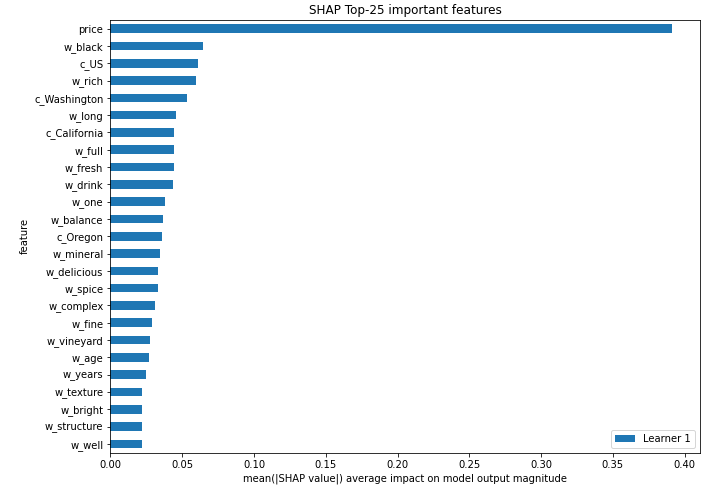 SHAP Top-25 important features
price
w_black
c_US
w_rich
c_Washington
w_long
c_California
w_full
w_fresh
w_drink
w_one
w_balance
c_Oregon
w_mineral
w_delicious
w_spice
w_complex
w_fine
w_vineyard
w_age
w_years
w_texture
w_bright
w_structure
w_well
feature
Learner 1
0.00 0.05 0.10 0.15 0.20 0.25 0.30 0.35 0.40
mean(|SHAP value|) average impact on model output magnitude